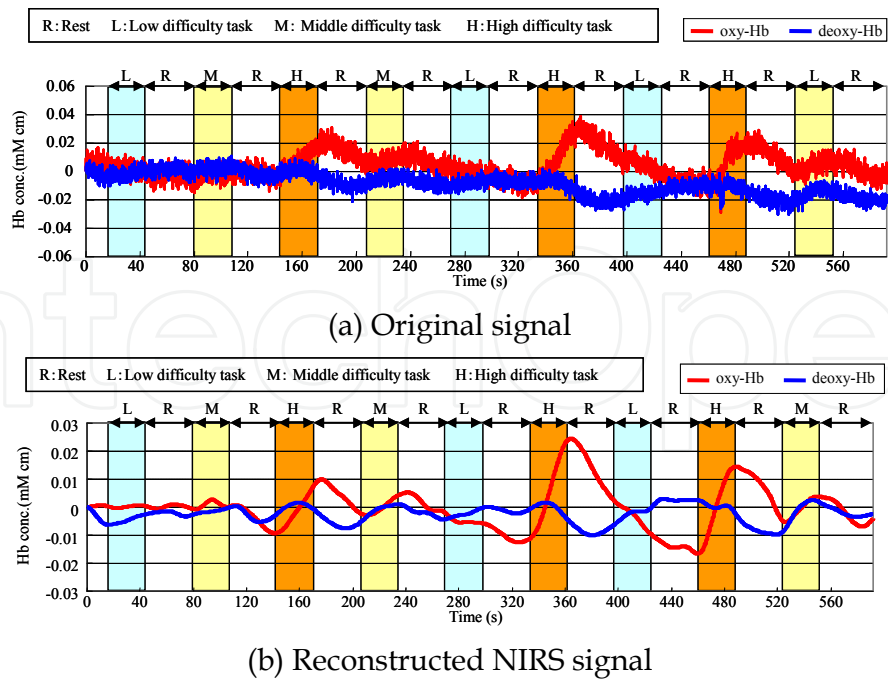 R:Rest L:Low difficulty task M: Middle difficulty task H:High difficulty task
oxy-Hb deoxy-Hb
L R M R H R M R L R H R L R H R L R
0.06
0.04
0.02
0
-0.02
-0.04
-0.06
Hb conc.(mM cm)
0 40 80 120 160 200 240 280 320 360 400 440 480 520 560
Time (s)
(a) Original signal
R:Rest L:Low difficulty task M: Middle difficulty task H:High difficulty task
oxy-Hb deoxy-Hb
L R M R H R M R L R H R L R H R M R
0.03
0.02
0.01
0
-0.01
-0.02
-0.03
Hb conc.(mM cm)
0 40 80 120 160 200 240 280 320 360 400 440 480 520 560
Time (s)
(b) Reconstructed NIRS signal